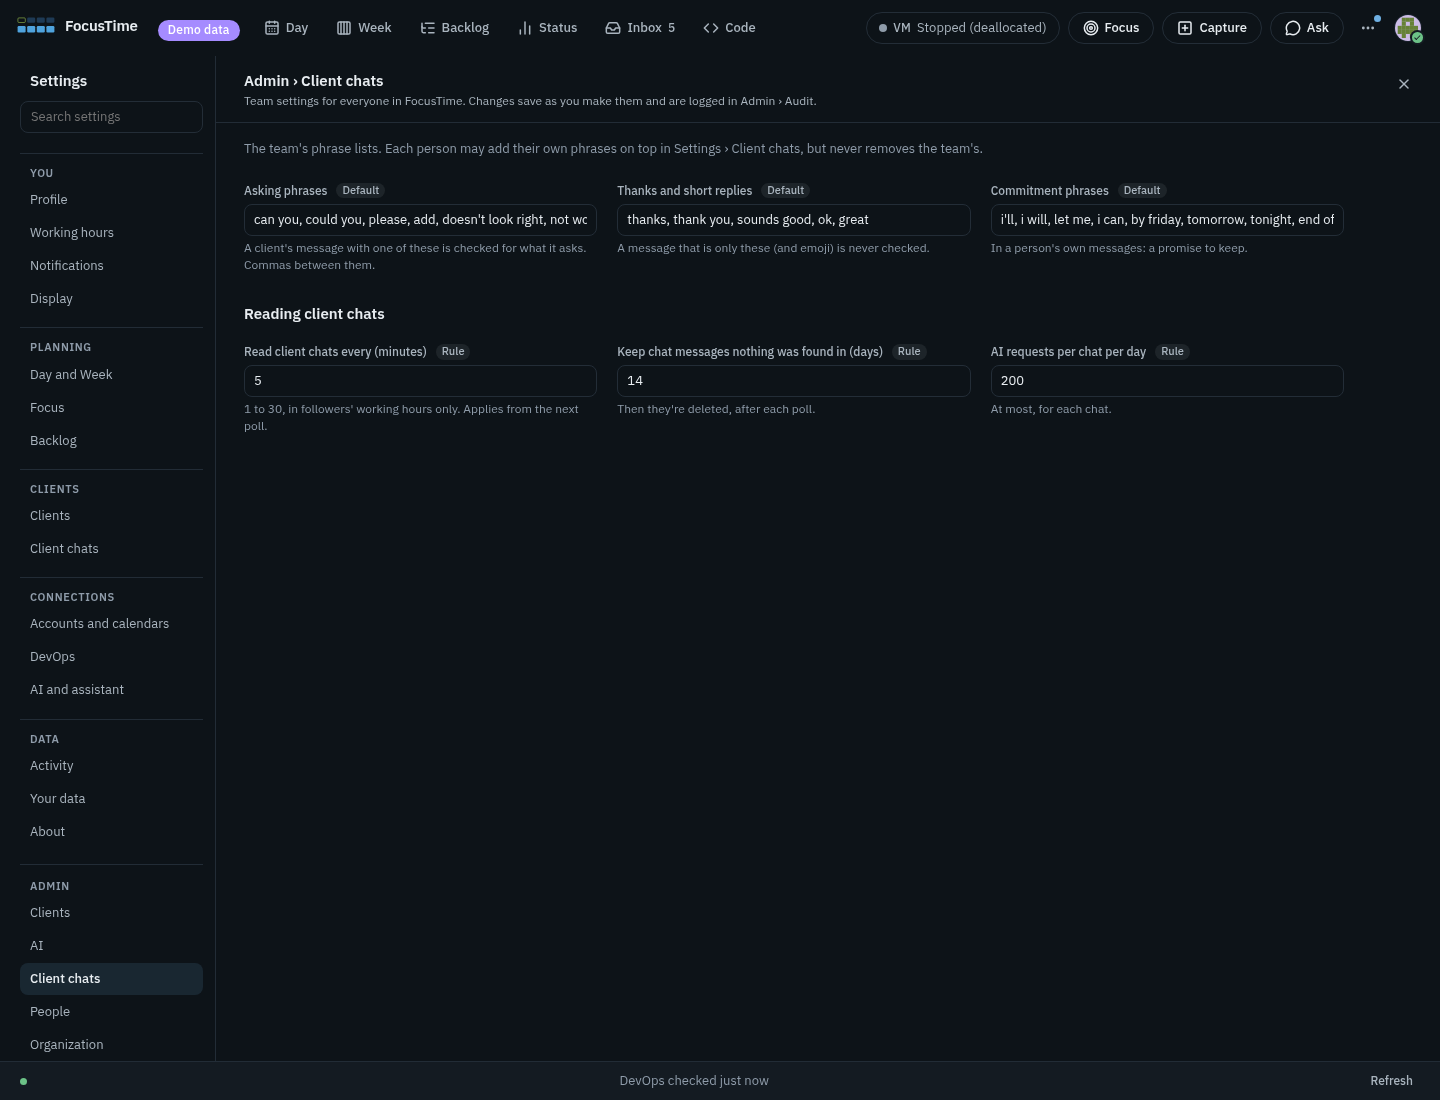 FocusTime
Demo data
Day
Week
Backlog
Status
Inbox 5
Code
VM Stopped (deallocated)
Focus
Capture
Ask
Settings
Search settings
YOU
Profile
Working hours
Notifications
Display
PLANNING
Day and Week
Focus
Backlog
CLIENTS
Clients
Client chats
CONNECTIONS
Accounts and calendars
DevOps
AI and assistant
DATA
Activity
Your data
About
ADMIN
Clients
AI
Client chats
People
Organization
Admin › Client chats
Team settings for everyone in FocusTime. Changes save as you make them and are logged in Admin › Audit.
The team's phrase lists. Each person may add their own phrases on top in Settings › Client chats, but never removes the team's.
Asking phrases Default
can you, could you, please, add, doesn't look right, not wo
A client's message with one of these is checked for what it asks.
Commas between them.
Thanks and short replies Default
thanks, thank you, sounds good, ok, great
A message that is only these (and emoji) is never checked.
Commitment phrases Default
i'll, i will, let me, i can, by friday, tomorrow, tonight, end of
In a person's own messages: a promise to keep.
Reading client chats
Read client chats every (minutes) Rule
5
1 to 30, in followers' working hours only. Applies from the next
poll.
Keep chat messages nothing was found in (days) Rule
14
Then they're deleted, after each poll.
AI requests per chat per day Rule
200
At most, for each chat.
DevOps checked just now
Refresh